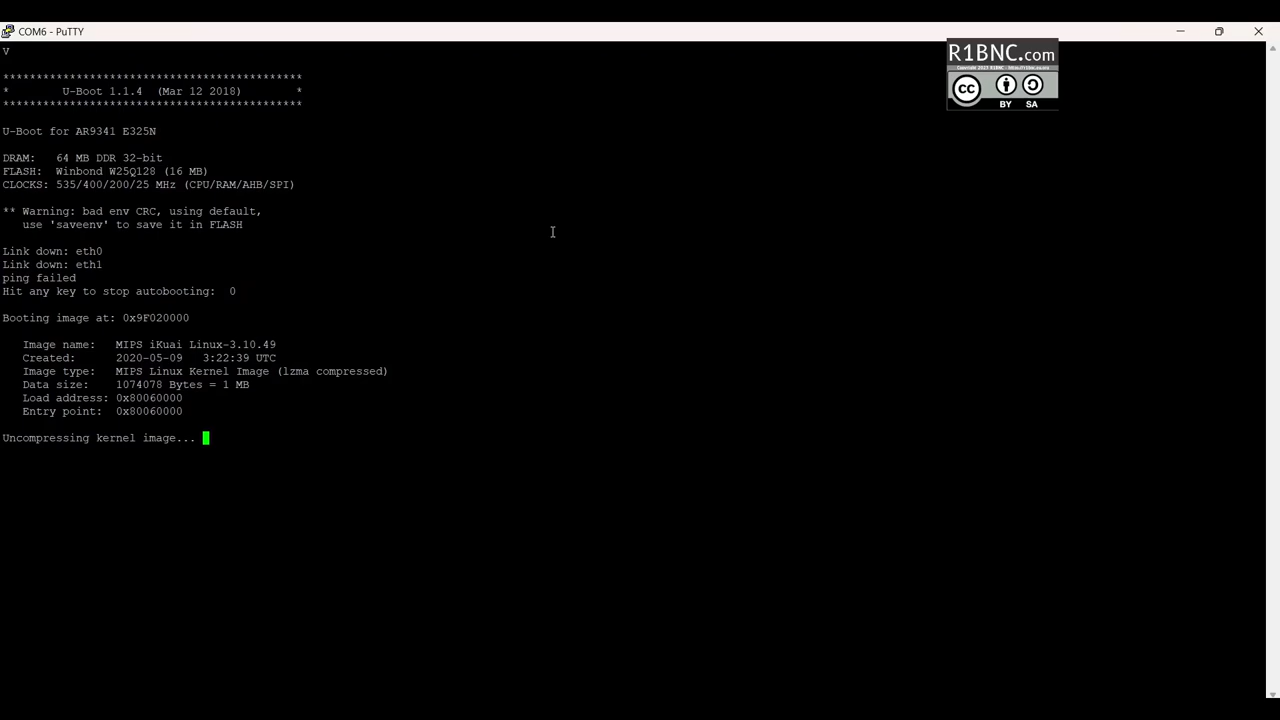 COM6 - PuTTY
V
*********************************************
*        U-Boot 1.1.4  (Mar 12 2018)        *
*********************************************
U-Boot for AR9341 E325N
DRAM:   64 MB DDR 32-bit
FLASH:  Winbond W25Q128 (16 MB)
CLOCKS: 535/400/200/25 MHz (CPU/RAM/AHB/SPI)
** Warning: bad env CRC, using default,
   use 'saveenv' to save it in FLASH
Link down: eth0
Link down: eth1
ping failed
Hit any key to stop autobooting:  0
Booting image at: 0x9F020000
   Image name:   MIPS iKuai Linux-3.10.49
   Created:      2020-05-09   3:22:39 UTC
   Image type:   MIPS Linux Kernel Image (lzma compressed)
   Data size:    1074078 Bytes = 1 MB
   Load address: 0x80060000
   Entry point:  0x80060000
Uncompressing kernel image...
R1BNC.com
cc
BY SA